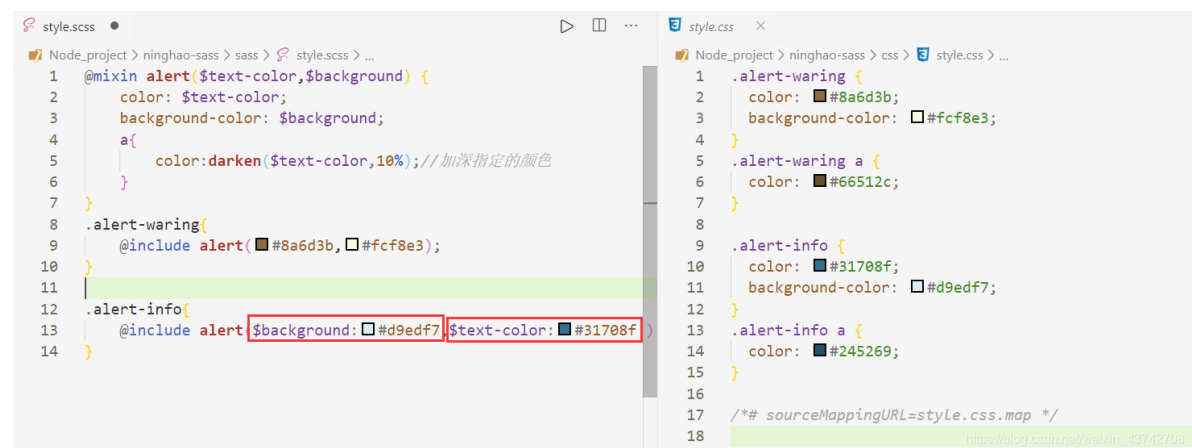 style.scss
style.css
Node_project > ninghao-sass > sass > style.scss > ...
Node_project > ninghao-sass > css > style.css > ...
1 @mixin alert($text-color,$background) {
2 color: $text-color;
3 background-color: $background;
4 a{
5 color:darken($text-color,10%);//加深指定的颜色
6 }
7 }
8 .alert-waring{
9 @include alert(#8a6d3b,#fcf8e3);
10 }
11
12 .alert-info{
13 @include alert($background:#d9edf7,$text-color:#31708f )
14 }
1 .alert-waring {
2 color: #8a6d3b;
3 background-color: #fcf8e3;
4 }
5 .alert-waring a {
6 color: #66512c;
7 }
8
9 .alert-info {
10 color: #31708f;
11 background-color: #d9edf7;
12 }
13 .alert-info a {
14 color: #245269;
15 }
16
17 /*# sourceMappingURL=style.css.map */
18
https://blog.csdn.net/weixin_43742708